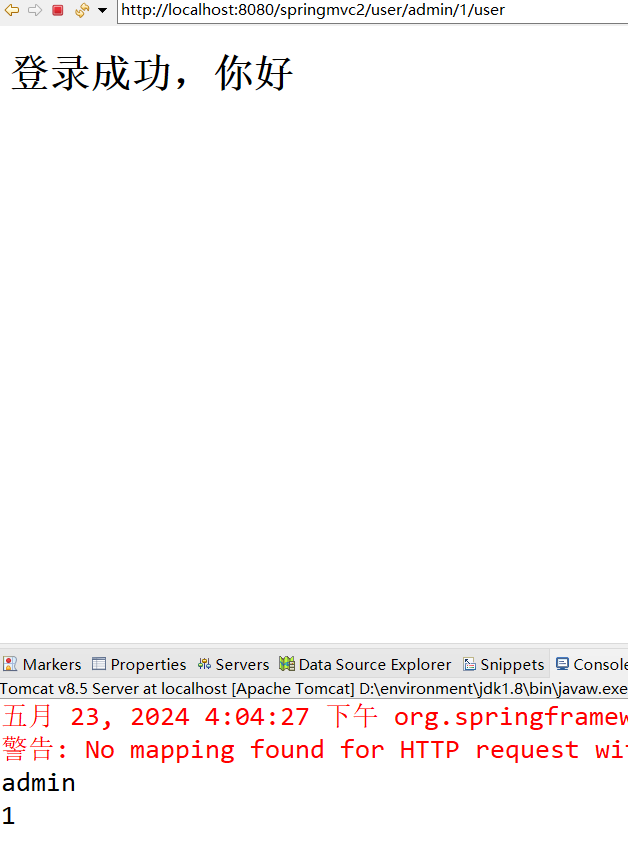 http://localhost:8080/springmvc2/user/admin/1/user
登录成功，你好
Markers Properties Servers Data Source Explorer Snippets Console
Tomcat v8.5 Server at localhost [Apache Tomcat] D:\environment\jdk1.8\bin\javaw.exe
五月 23, 2024 4:04:27 下午 org.springframew
警告: No mapping found for HTTP request wi
admin
1